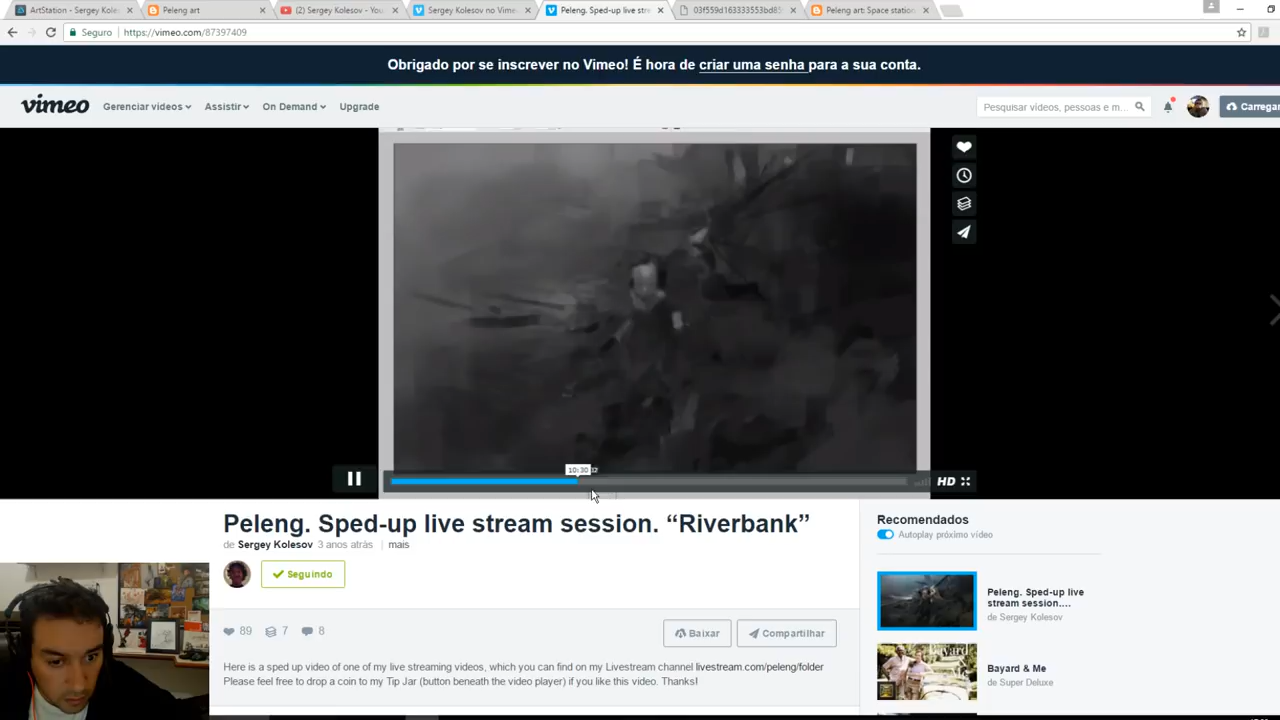 ArtStation - Sergey Koles
Peleng art
(2) Sergey Kolesov - You
Sergey Kolesov no Vimeo
Peleng. Sped-up live stre
03f559d163333553bd85
Peleng art: Space statio
Seguro
https://vimeo.com/87397409
Obrigado por se inscrever no Vimeo! É hora de criar uma senha para a sua conta.
vimeo
Gerenciar vídeos
Assistir
On Demand
Upgrade
Pesquisar vídeos, pessoas e m...
Carregar
10:30
HD
Peleng. Sped-up live stream session. “Riverbank”
de Sergey Kolesov 3 anos atrás mais
Seguindo
89
7
8
Baixar
Compartilhar
Here is a sped up video of one of my live streaming videos, which you can find on my Livestream channel livestream.com/peleng/folder
Please feel free to drop a coin to my Tip Jar (button beneath the video player) if you like this video. Thanks!
Recomendados
Autoplay próximo vídeo
Peleng. Sped-up live
stream session....
de Sergey Kolesov
Bayard
Bayard & Me
de Super Deluxe